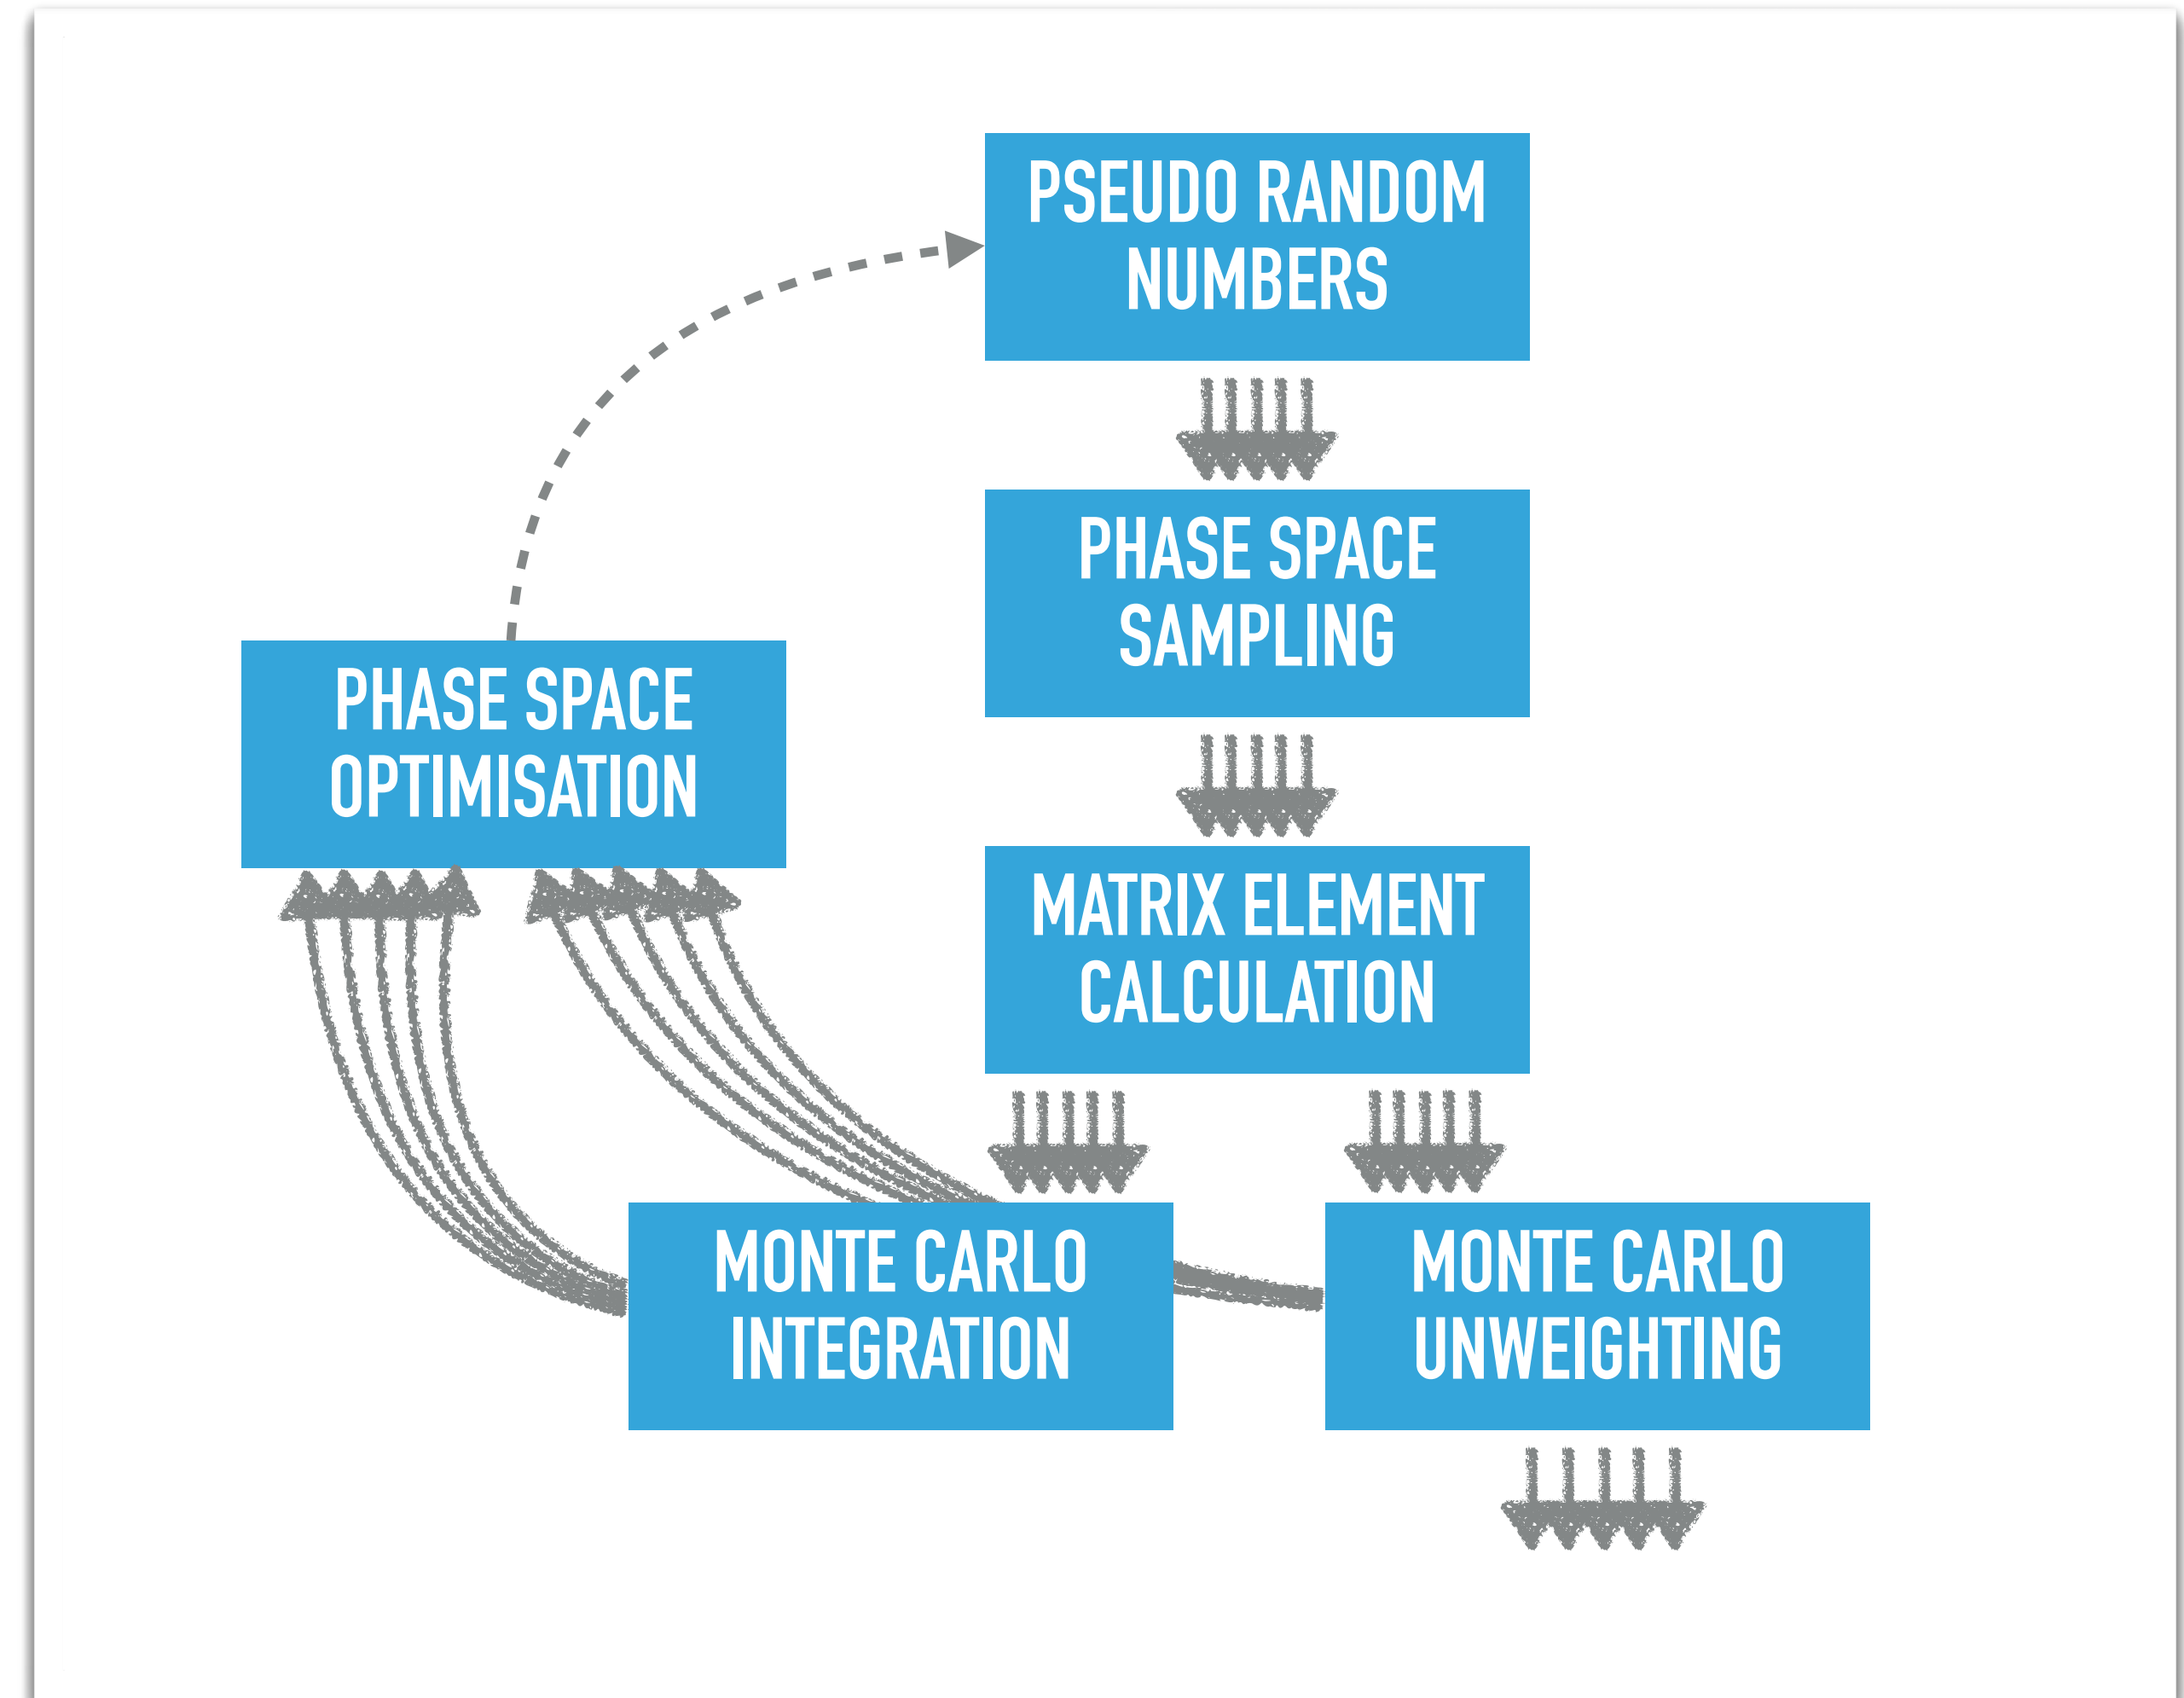 PSEUDO RANDOM
NUMBERS
PHASE SPACE
SAMPLING
PHASE SPACE
OPTIMISATION
MATRIX ELEMENT
CALCULATION
MONTE CARLO
INTEGRATION
MONTE CARLO
UNWEIGHTING